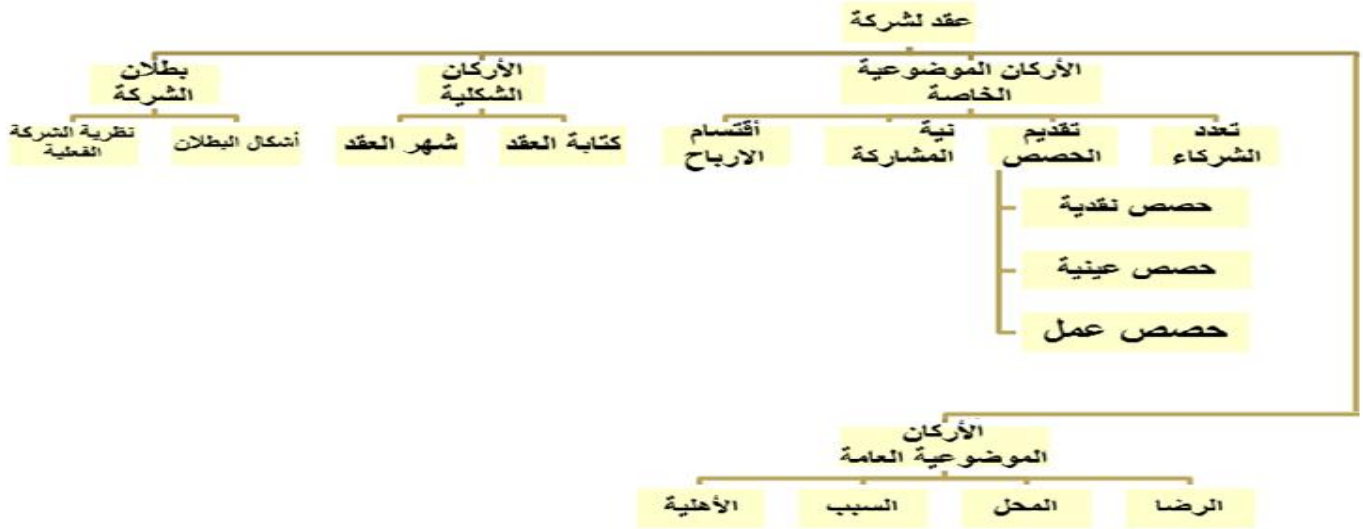 عقد لشركة
الأركان الموضوعية
الخاصة
الأركان
الشكلية
بطلان
الشركة
تعدد
الشركاء
تقديم
الحصص
نية
المشاركة
أقتسام
الارباح
كتابة العقد
شهر العقد
أشكال البطلان
نظرية الشركة
الفعلية
حصص نقدية
حصص عينية
حصص عمل
الأركان
الموضوعية العامة
الرضا
المحل
السبب
الأهلية